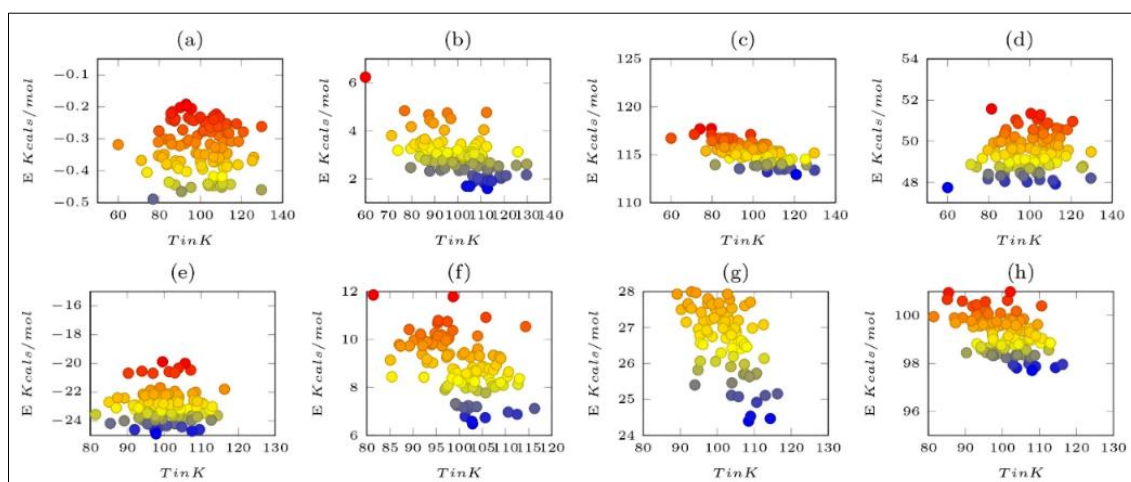 (a) (b) (c) (d)
E Kcals/mol −0.1 −0.2 −0.3 −0.4 −0.5
60 80 100 120 140
TinK
E Kcals/mol 6 4 2
60 70 80 90 100 110 120 130 140
TinK
E Kcals/mol 125 120 115 110
60 80 100 120 140
TinK
E Kcals/mol 54 52 50 48
60 80 100 120 140
TinK
(e) (f) (g) (h)
E Kcals/mol −16 −18 −20 −22 −24
80 90 100 110 120 130
TinK
E Kcals/mol 12 10 8 6
80 85 90 95 100 105 110 115 120
TinK
E Kcals/mol 28 27 26 25 24
80 90 100 110 120 130
TinK
E Kcals/mol 100 98 96
80 90 100 110 120 130
TinK